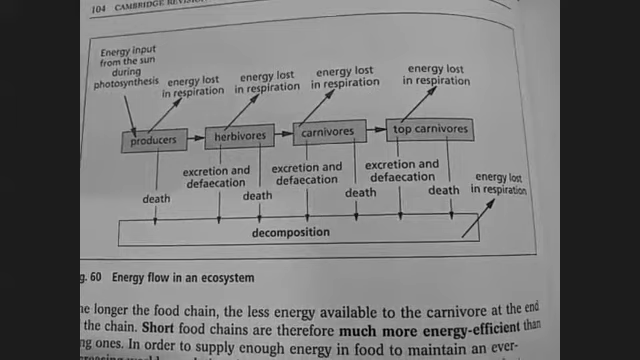 104 CAMBRIDGE REVISION
Energy input
from the sun
during
photosynthesis
energy lost
in respiration
energy lost
in respiration
energy lost
in respiration
energy lost
in respiration
producers
herbivores
carnivores
top carnivores
excretion and
defaecation
excretion and
defaecation
excretion and
defaecation
death
death
death
death
energy lost
in respiration
decomposition
g. 60 Energy flow in an ecosystem
ne longer the food chain, the less energy available to the carnivore at the end
the chain. Short food chains are therefore much more energy-efficient than
ng ones. In order to supply enough energy in food to maintain an ever-